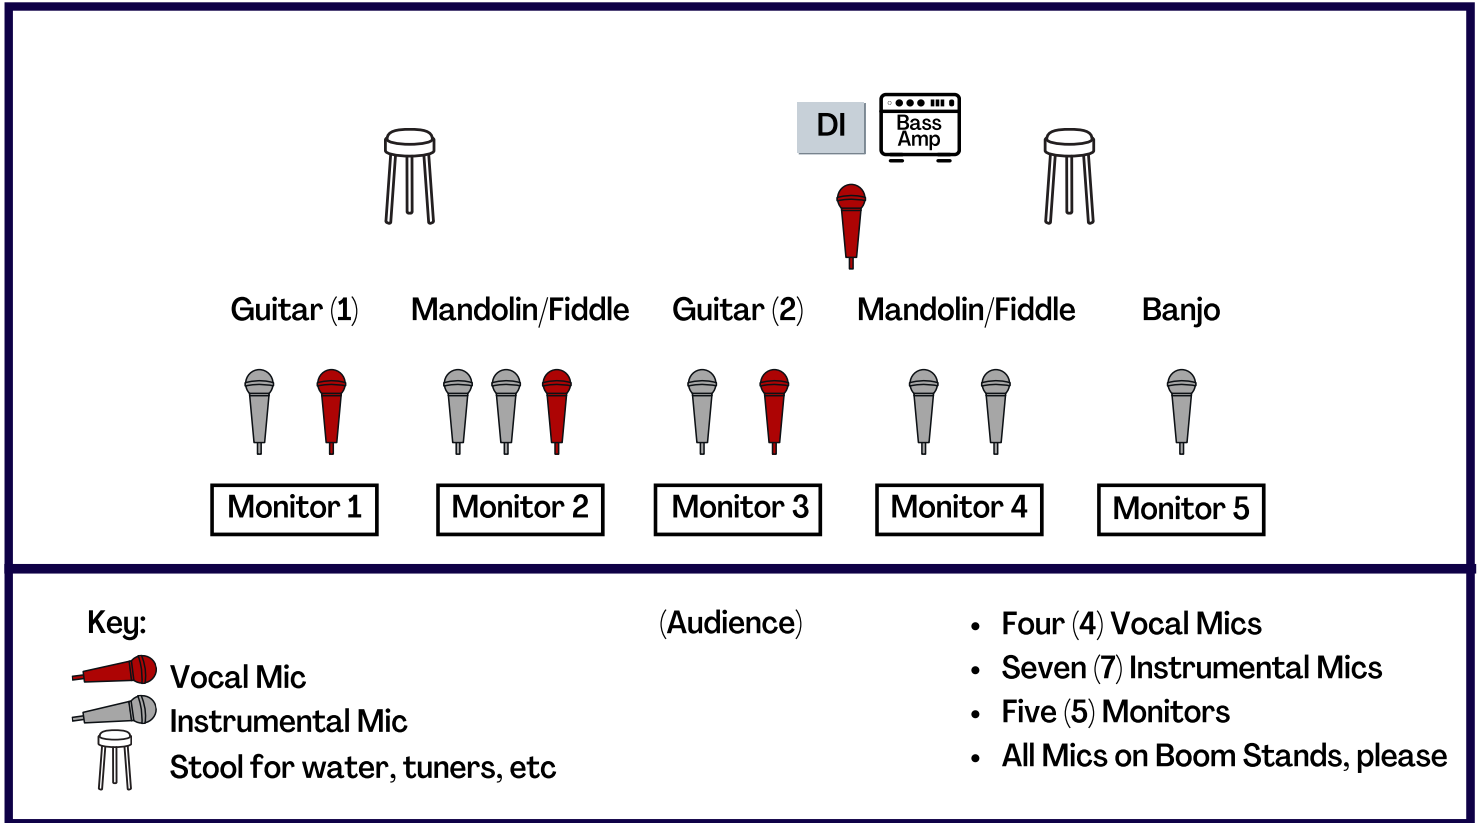 DI
Bass
Amp
Guitar (1)
Mandolin/Fiddle
Guitar (2)
Mandolin/Fiddle
Banjo
Monitor 1
Monitor 2
Monitor 3
Monitor 4
Monitor 5
Key:
Vocal Mic
Instrumental Mic
Stool for water, tuners, etc
(Audience)
• Four (4) Vocal Mics
• Seven (7) Instrumental Mics
• Five (5) Monitors
• All Mics on Boom Stands, please